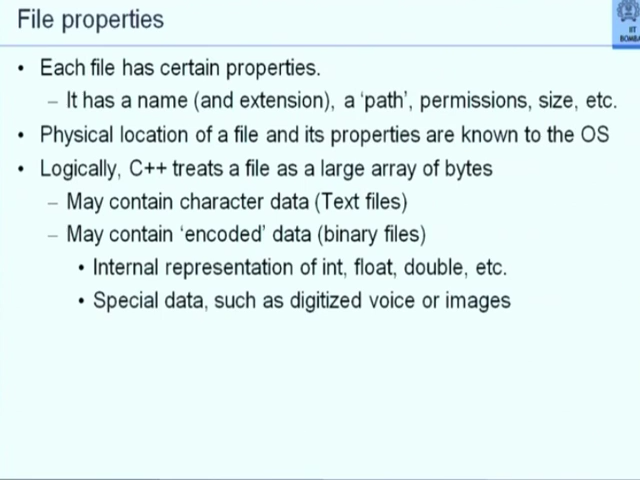 File properties
IIT
BOMBA
• Each file has certain properties.
– It has a name (and extension), a 'path', permissions, size, etc.
• Physical location of a file and its properties are known to the OS
• Logically, C++ treats a file as a large array of bytes
– May contain character data (Text files)
– May contain 'encoded' data (binary files)
• Internal representation of int, float, double, etc.
• Special data, such as digitized voice or images